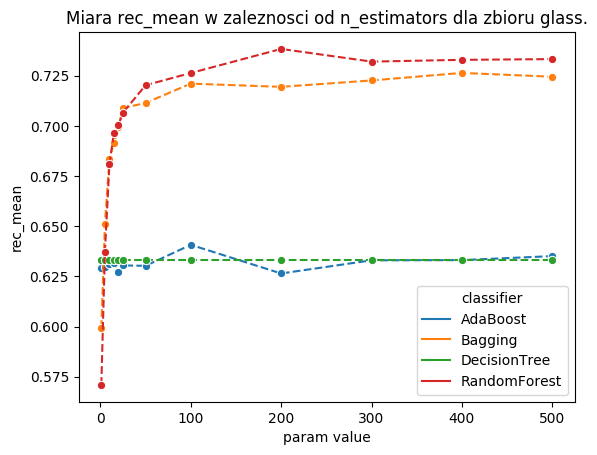 Miara rec_mean w zaleznosci od n_estimators dla zbioru glass.
rec_mean
0.725
0.700
0.675
0.650
0.625
0.600
0.575
classifier
AdaBoost
Bagging
DecisionTree
RandomForest
0 100 200 300 400 500
param value